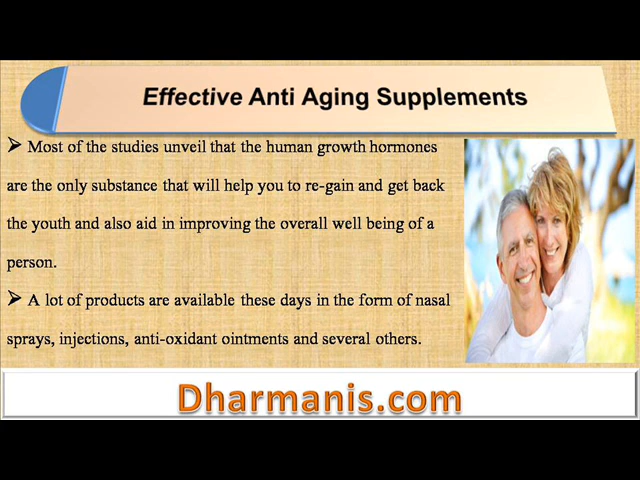 Effective Anti Aging Supplements
➢ Most of the studies unveil that the human growth hormones
are the only substance that will help you to re-gain and get back
the youth and also aid in improving the overall well being of a
person.
➢ A lot of products are available these days in the form of nasal
sprays, injections, anti-oxidant ointments and several others.
Dharmanis.com